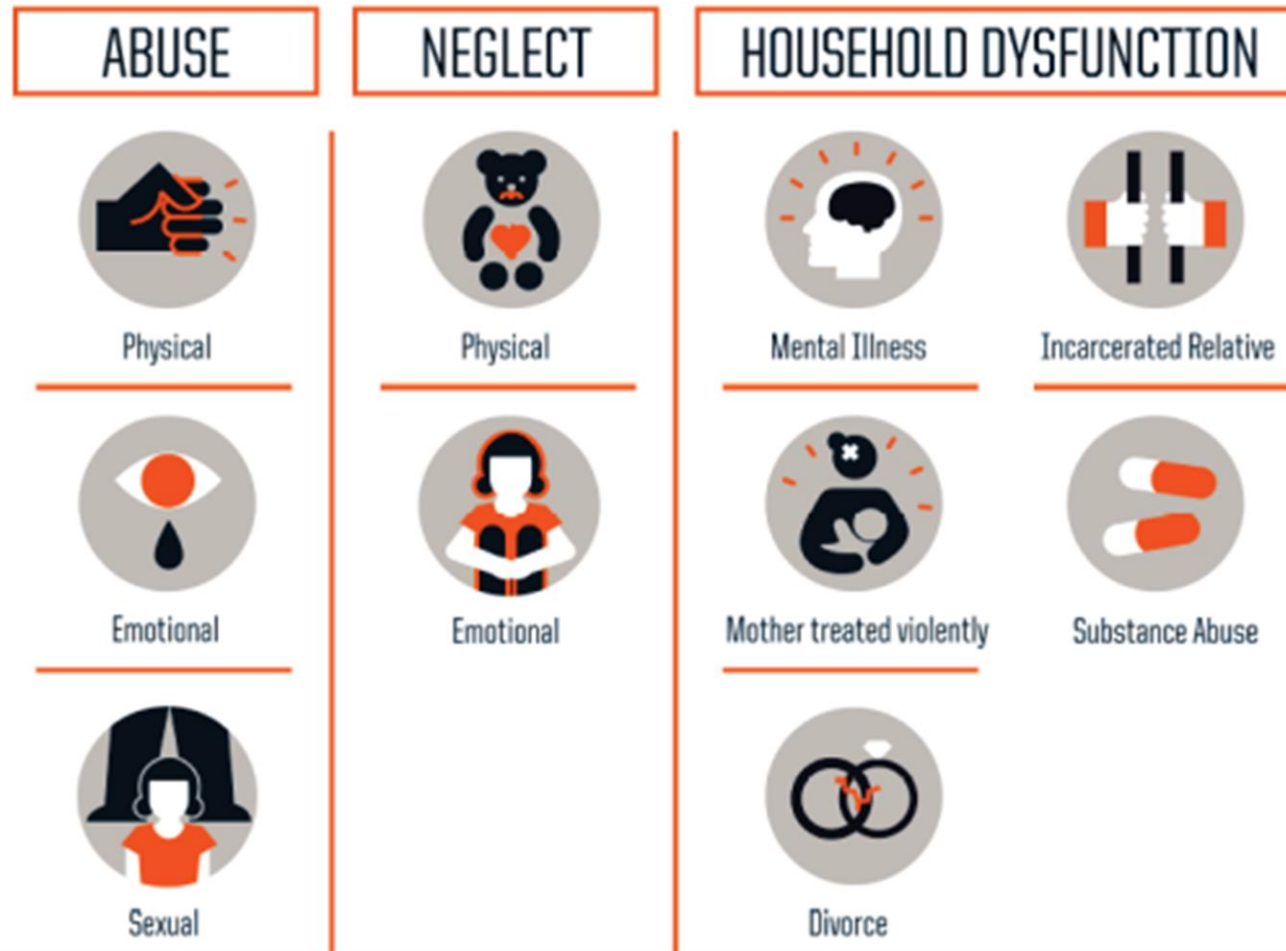 ABUSE
Physical
Emotional
Sexual
NEGLECT
Physical
Emotional
HOUSEHOLD DYSFUNCTION
Mental Illness
Incarcerated Relative
Mother treated violently
Substance Abuse
Divorce